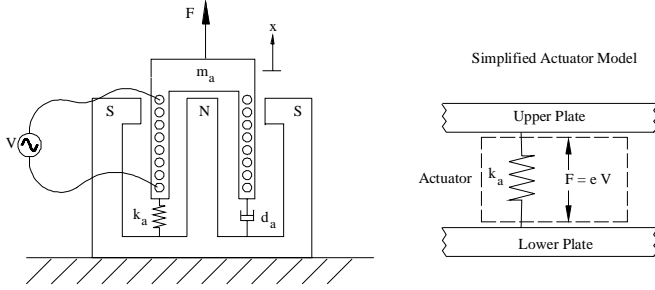 F
x
m_a
S
N
S
V
k_a
d_a
Simplified Actuator Model
Upper Plate
Actuator
k_a
F = e V
Lower Plate